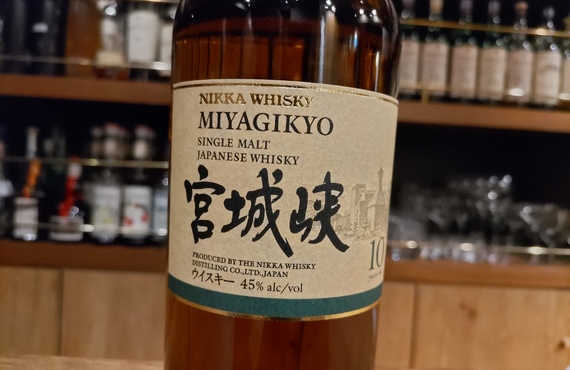 NIKKA WHISKY
MIYAGIKYO
SINGLE MALT
JAPANESE WHISKY
宮城峡
10
PRODUCED BY THE NIKKA WHISKY
DISTILLING CO.,LTD.,JAPAN
ウイスキー 45% alc/vol